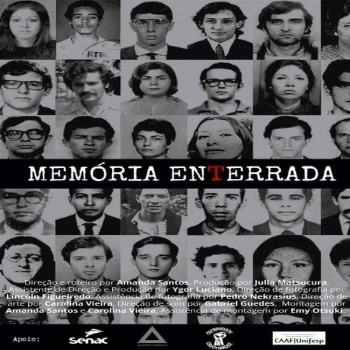 MEMÓRIA ENTERRADA
Direção e roteiro por Amanda Santos. Produção por Julia Matsucura.
Assistente de Direção e Produção por Ygor Luciano. Direção de fotografia por
Lincoln Figueiredo. Assistência de fotografia por Pedro Nekrasius. Direção de
arte por Carolina Vieira. Direção de som por Gabriel Guedes. Montagem por
Amanda Santos e Carolina Vieira. Assistência de montagem por Emy Otsuki.
Apoio:
senac
CAAF|Unifesp